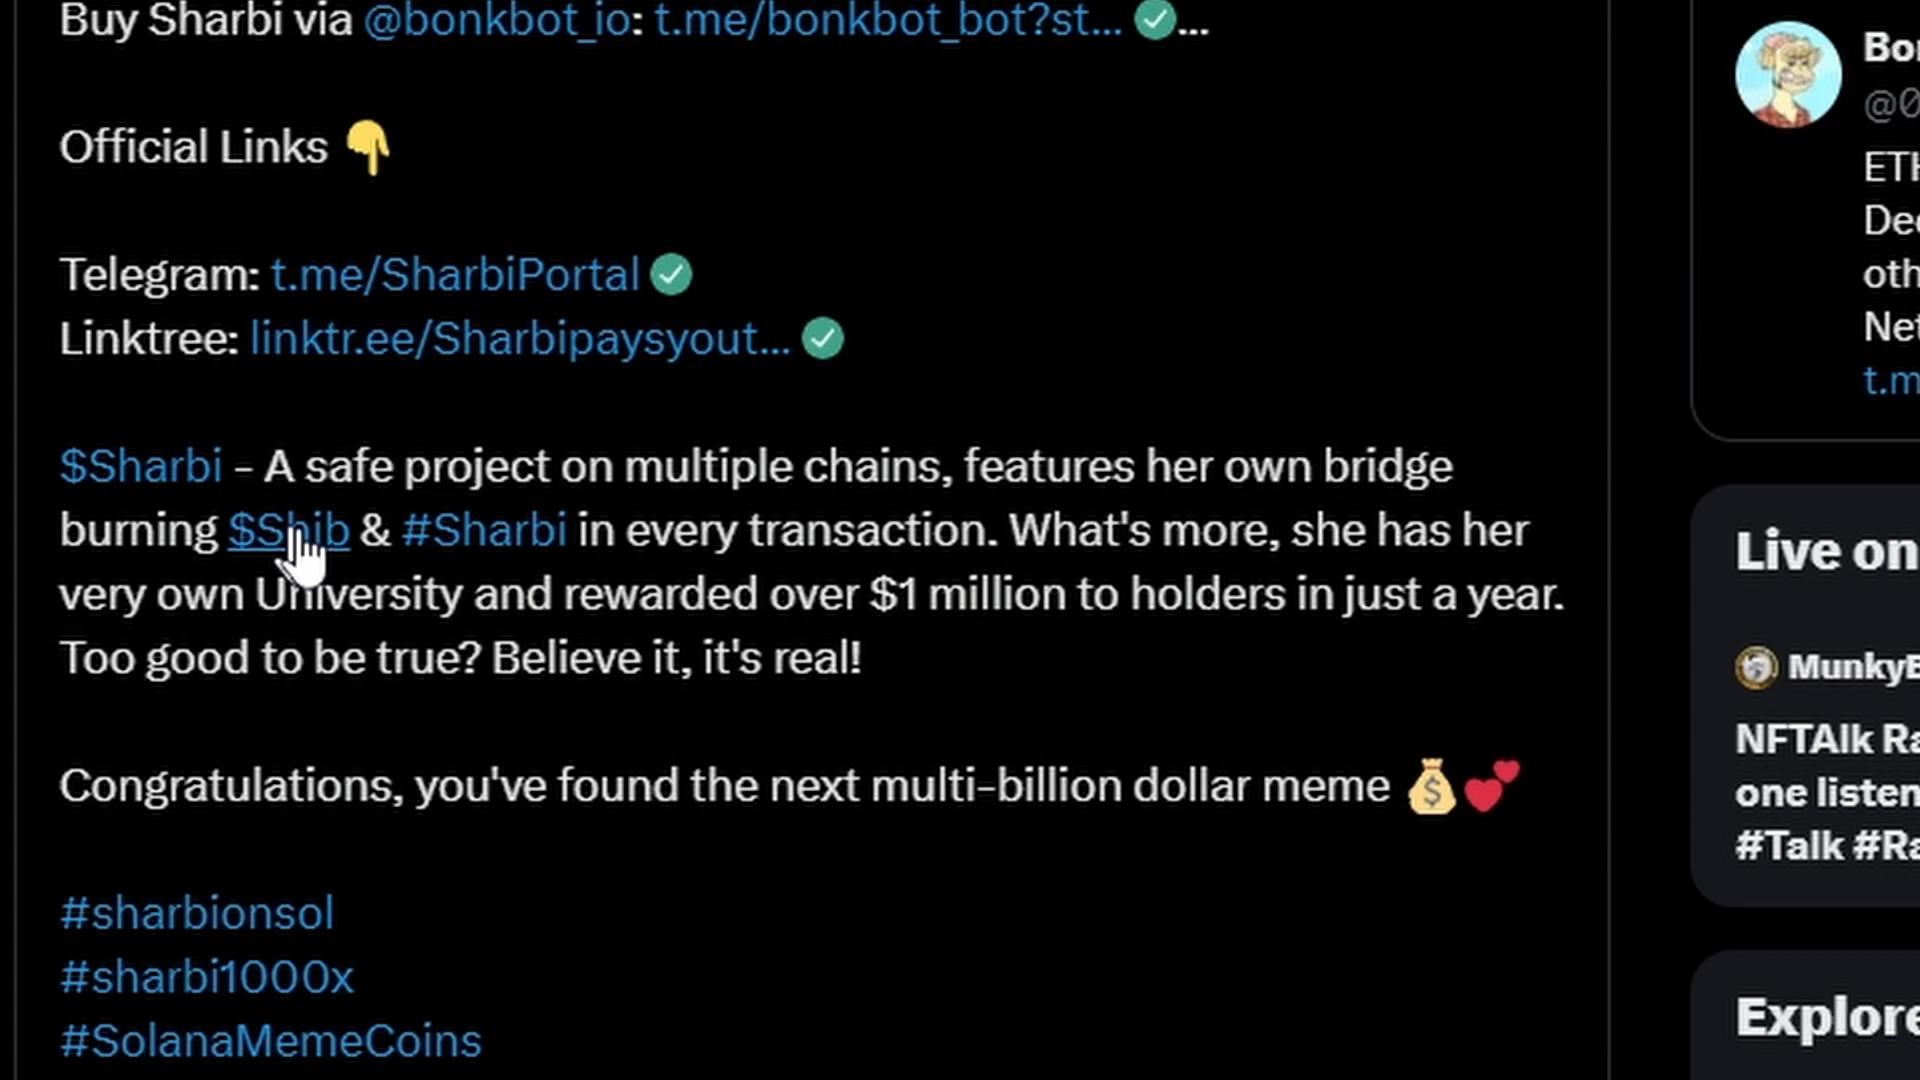 Buy Sharbi via @bonkbot_io: t.me/bonkbot_bot?st... ✅...
Official Links 👇
Telegram: t.me/SharbiPortal ✅
Linktree: linktr.ee/Sharbipaysyout... ✅
$Sharbi - A safe project on multiple chains, features her own bridge
burning $Shib & #Sharbi in every transaction. What's more, she has her
very own University and rewarded over $1 million to holders in just a year.
Too good to be true? Believe it, it's real!
Congratulations, you've found the next multi-billion dollar meme 💰💕
#sharbionsol
#sharbi1000x
#SolanaMemeCoins
Live on
one listen
#Talk
Explore